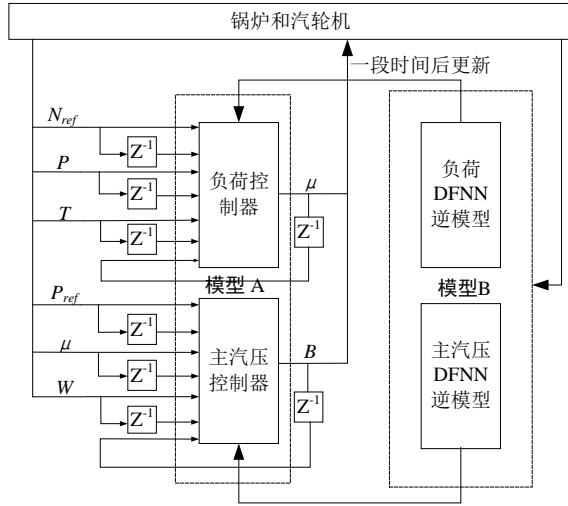 锅炉和汽轮机
一段时间后更新
N_ref
Z⁻¹
P
Z⁻¹
T
Z⁻¹
负荷控
制器
μ
Z⁻¹
负荷
DFNN
逆模型
模型 A
模型B
P_ref
Z⁻¹
μ
Z⁻¹
W
Z⁻¹
主汽压
控制器
B
Z⁻¹
主汽压
DFNN
逆模型